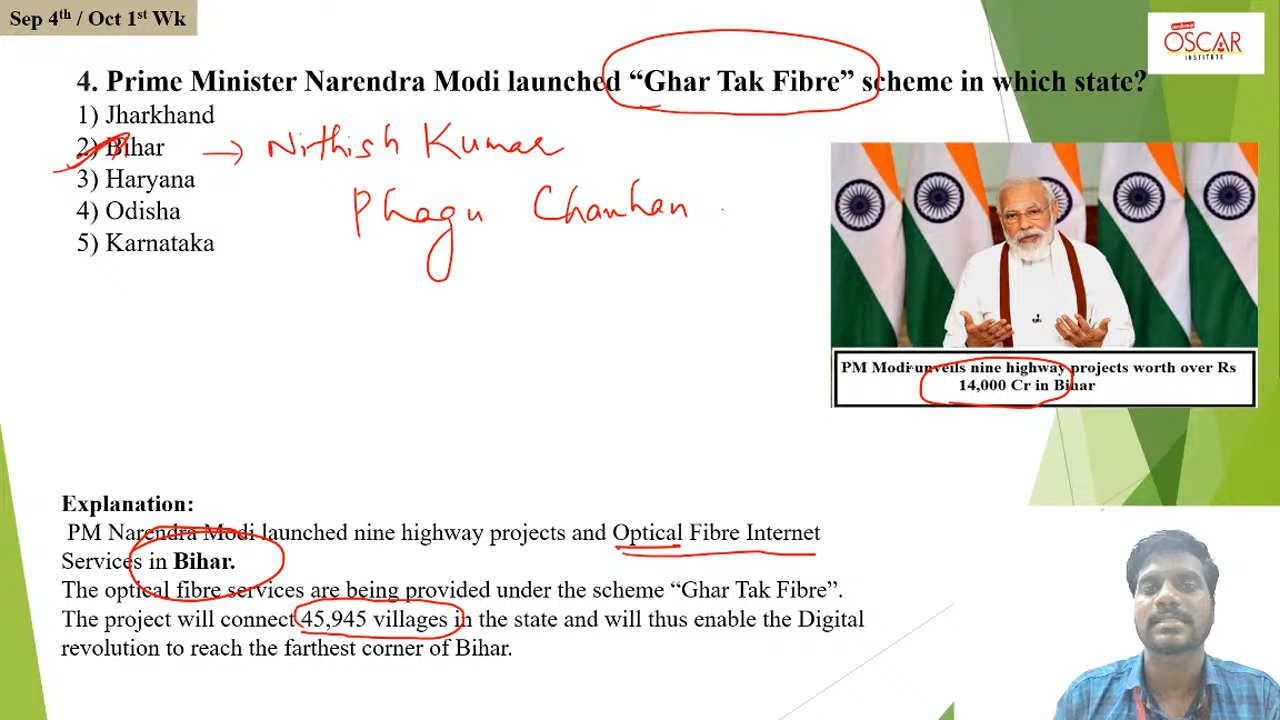 Sep 4th / Oct 1st Wk
OSCAR
INSTITUTE
4. Prime Minister Narendra Modi launched “Ghar Tak Fibre” scheme in which state?
1) Jharkhand
2) Bihar → Nithish Kumar
3) Haryana
Phagu Chauhan
4) Odisha
5) Karnataka
PM Modi unveils nine highway projects worth over Rs
14,000 Cr in Bihar
Explanation:
PM Narendra Modi launched nine highway projects and Optical Fibre Internet
Services in Bihar.
The optical fibre services are being provided under the scheme “Ghar Tak Fibre”.
The project will connect 45,945 villages in the state and will thus enable the Digital
revolution to reach the farthest corner of Bihar.